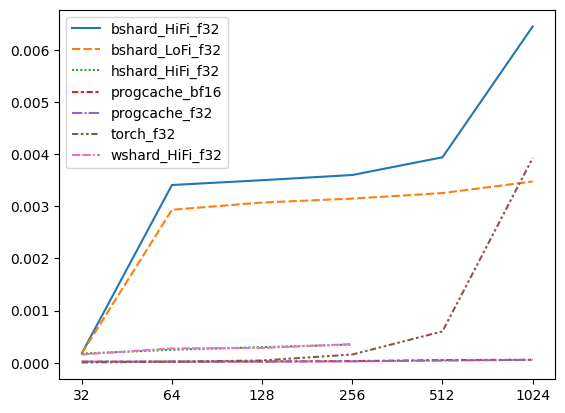 bshard_HiFi_f32
bshard_LoFi_f32
hshard_HiFi_f32
progcache_bf16
progcache_f32
torch_f32
wshard_HiFi_f32
0.006
0.005
0.004
0.003
0.002
0.001
0.000
32 64 128 256 512 1024